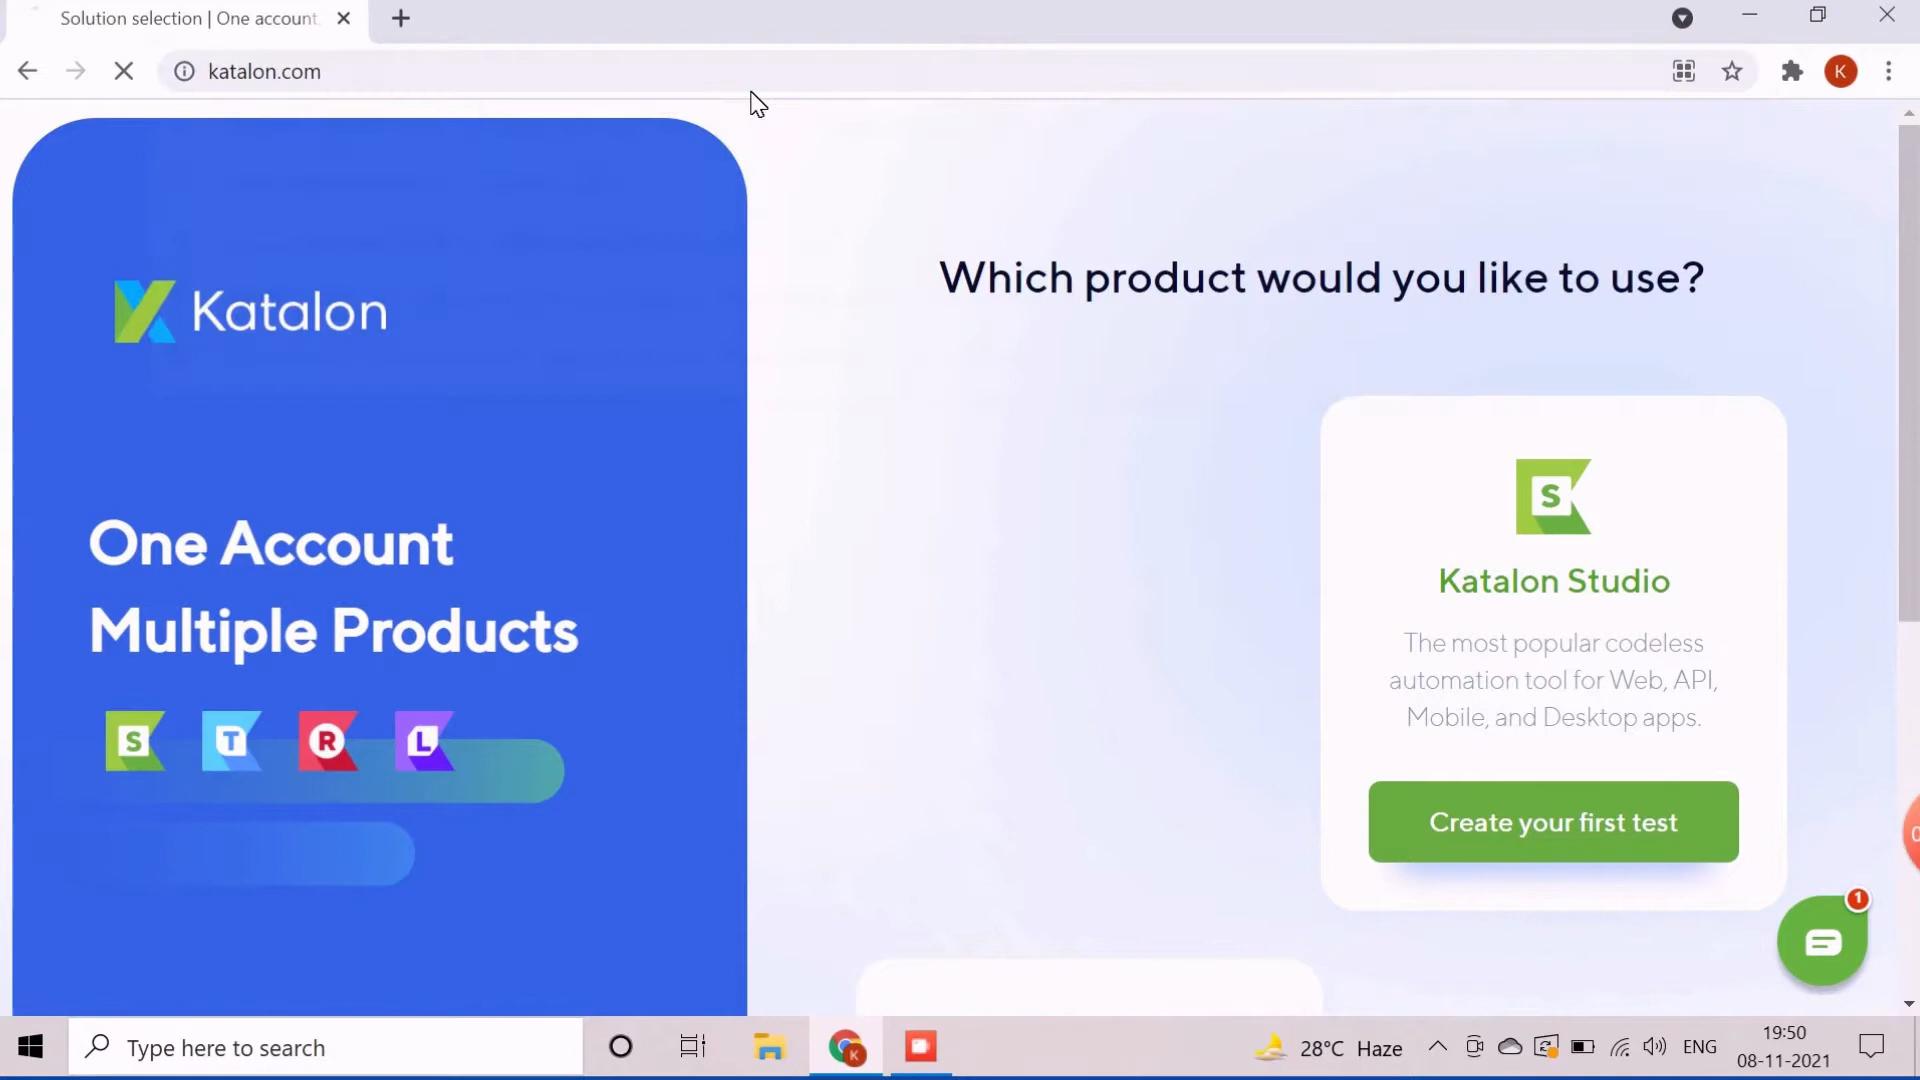 Solution selection | One account
katalon.com
K
Katalon
One Account
Multiple Products
S T R L
Which product would you like to use?
S
Katalon Studio
The most popular codeless
automation tool for Web, API,
Mobile, and Desktop apps.
Create your first test
1
Type here to search
K
28°C Haze
ENG
19:50
08-11-2021